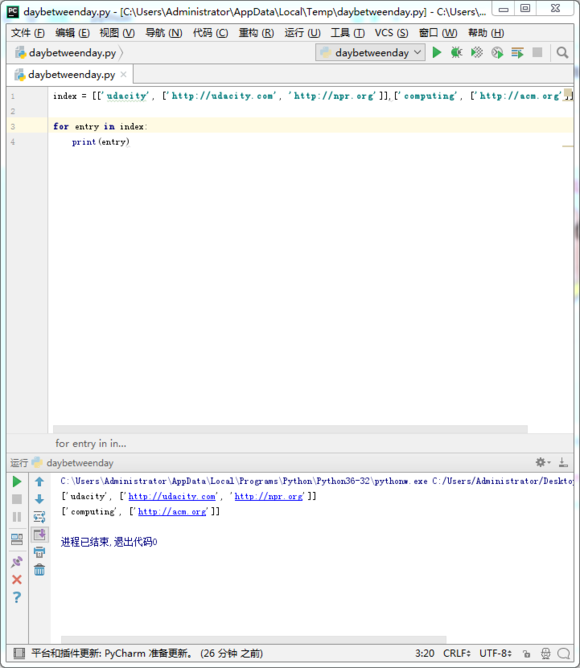 daybetweenday.py - [C:\Users\Administrator\AppData\Local\Temp\daybetweenday.py] - C:\Users\...
文件 (F) 编辑 (E) 视图 (V) 导航 (N) 代码 (C) 重构 (R) 运行 (U) 工具 (T) VCS (S) 窗口 (W) 帮助 (H)
daybetweenday.py daybetweenday
daybetweenday.py
1 index = [['udacity', ['http://udacity.com', 'http://npr.org']],['computing', ['http://acm.org']]
2
3 for entry in index:
4 print(entry)
for entry in in...
运行 daybetweenday
C:\Users\Administrator\AppData\Local\Programs\Python\Python36-32\pythonw.exe C:/Users/Administrator/Deskto
['udacity', ['http://udacity.com', 'http://npr.org']]
['computing', ['http://acm.org']]
进程已结束,退出代码0
平台和插件更新: PyCharm 准备更新。 (26 分钟 之前) 3:20 CRLF UTF-8